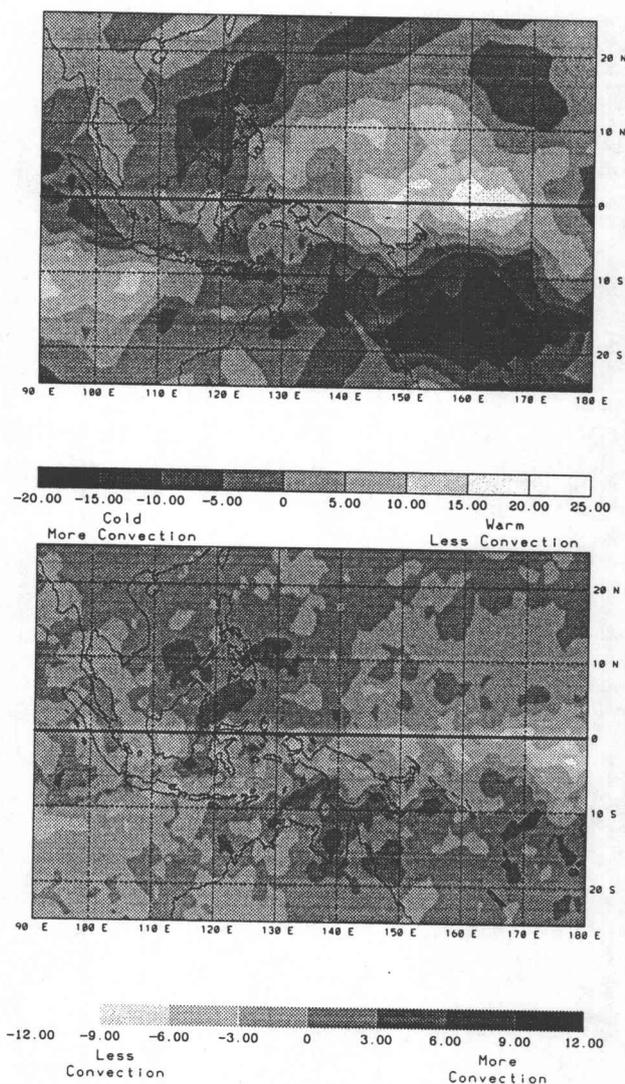 20 N
10 N
0
10 S
20 S
90 E 100 E 110 E 120 E 130 E 140 E 150 E 160 E 170 E 180 E
-20.00 -15.00 -10.00 -5.00 0 5.00 10.00 15.00 20.00 25.00
Cold Warm
More Convection Less Convection
20 N
10 N
0
10 S
20 S
90 E 100 E 110 E 120 E 130 E 140 E 150 E 160 E 170 E 180 E
-12.00 -9.00 -6.00 -3.00 0 3.00 6.00 9.00 12.00
Less More
Convection Convection